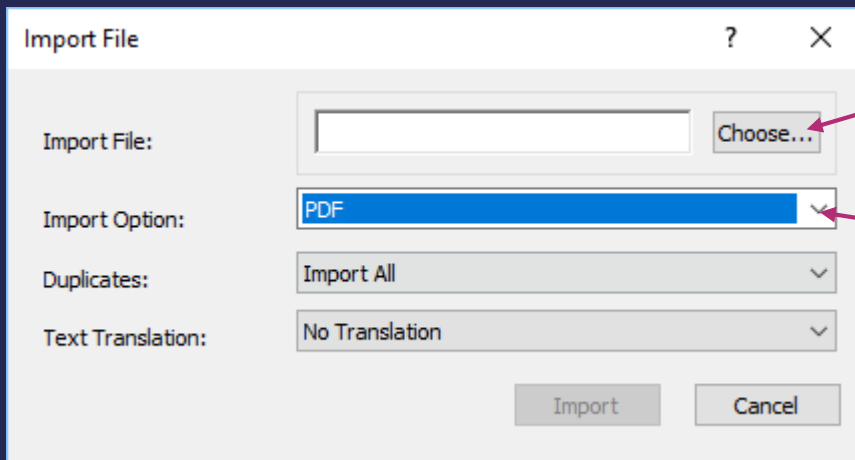 Import File
?
Import File:
Choose...
Import Option:
PDF
Duplicates:
Import All
Text Translation:
No Translation
Import
Cancel